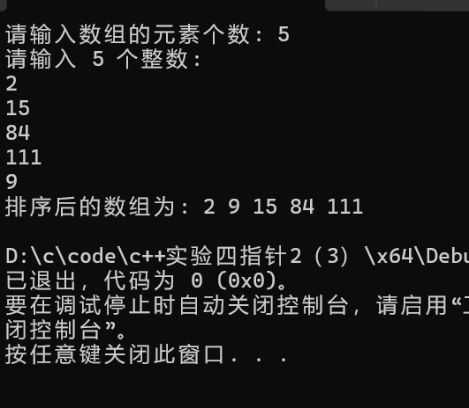 请输入数组的元素个数: 5
请输入 5 个整数:
2
15
84
111
9
排序后的数组为: 2 9 15 84 111
D:\c\code\c++实验四指针2（3）\x64\Debu
已退出，代码为 0 (0x0)。
要在调试停止时自动关闭控制台，请启用“工
闭控制台”。
按任意键关闭此窗口. . .